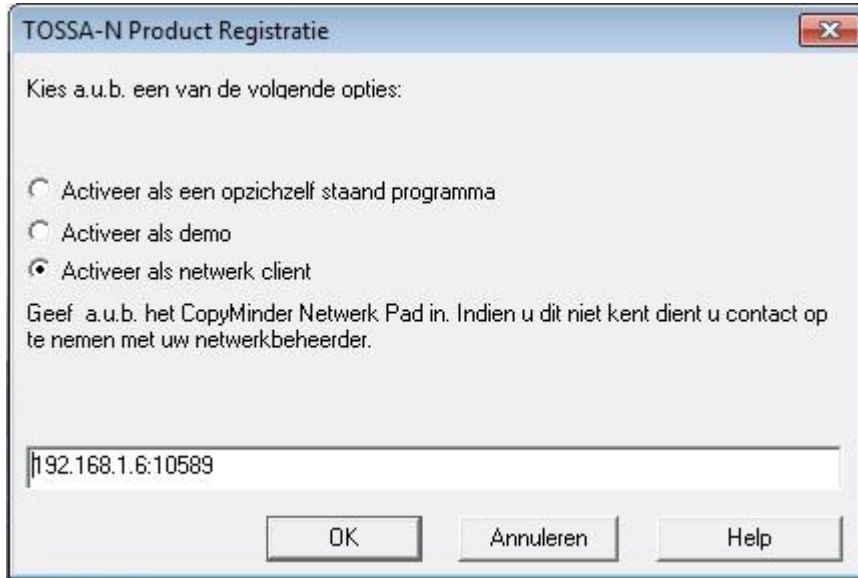 TOSSA-N Product Registratie
Kies a.u.b. een van de volgende opties:
Activeer als een opzichzelf staand programma
Activeer als demo
Activeer als netwerk client
Geef a.u.b. het CopyMinder Netwerk Pad in. Indien u dit niet kent dient u contact op
te nemen met uw netwerkbeheerder.
192.168.1.6:10589
OK Annuleren Help